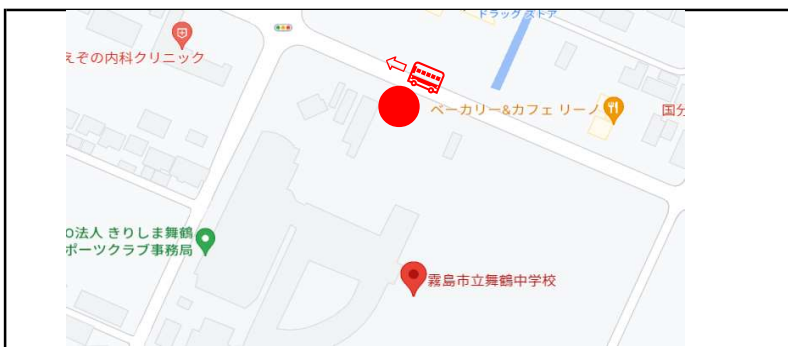 ドラッグストア
えぞの内科クリニック
ベーカリー&カフェ リーノ
国分
O法人 きりしま舞鶴
ポーツクラブ事務局
霧島市立舞鶴中学校